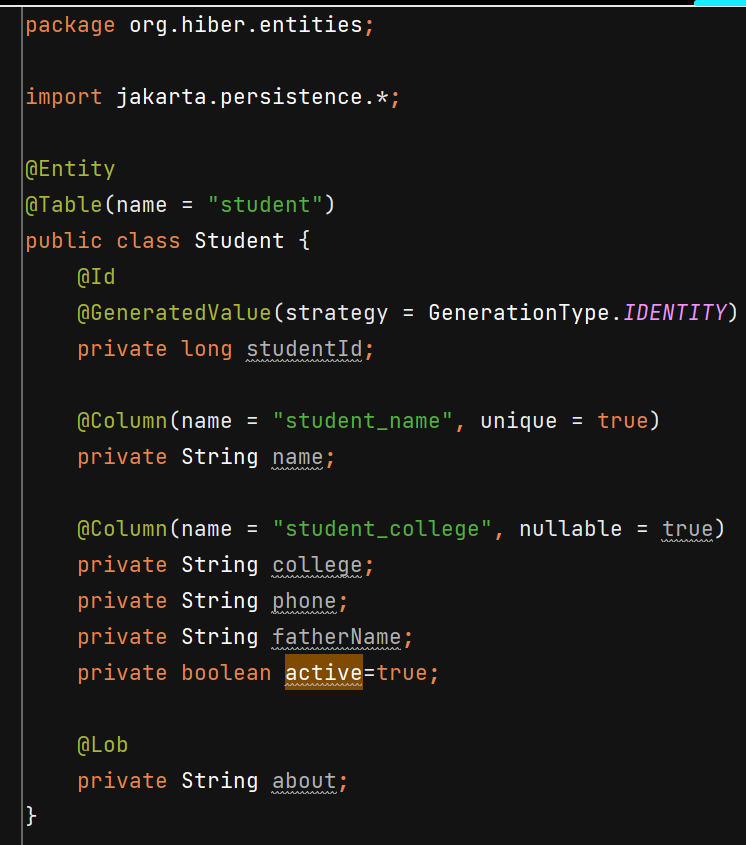 package org.hiber.entities;
import jakarta.persistence.*;
@Entity
@Table(name = "student")
public class Student {
@Id
@GeneratedValue(strategy = GenerationType.IDENTITY)
private long studentId;
@Column(name = "student_name", unique = true)
private String name;
@Column(name = "student_college", nullable = true)
private String college;
private String phone;
private String fatherName;
private boolean active=true;
@Lob
private String about;
}